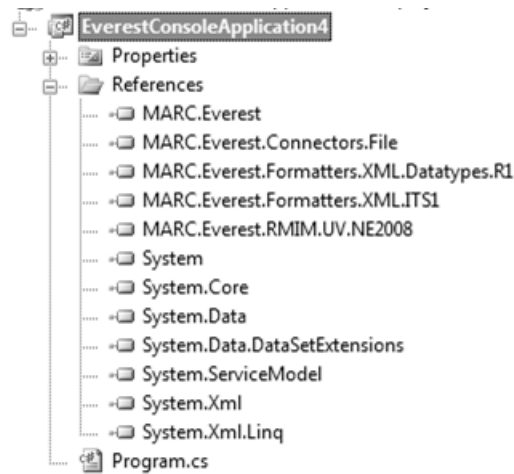 EverestConsoleApplication4
Properties
References
MARC.Everest
MARC.Everest.Connectors.File
MARC.Everest.Formatters.XML.Datatypes.R1
MARC.Everest.Formatters.XML.ITS1
MARC.Everest.RMIM.UV.NE2008
System
System.Core
System.Data
System.Data.DataSetExtensions
System.ServiceModel
System.Xml
System.Xml.Linq
Program.cs